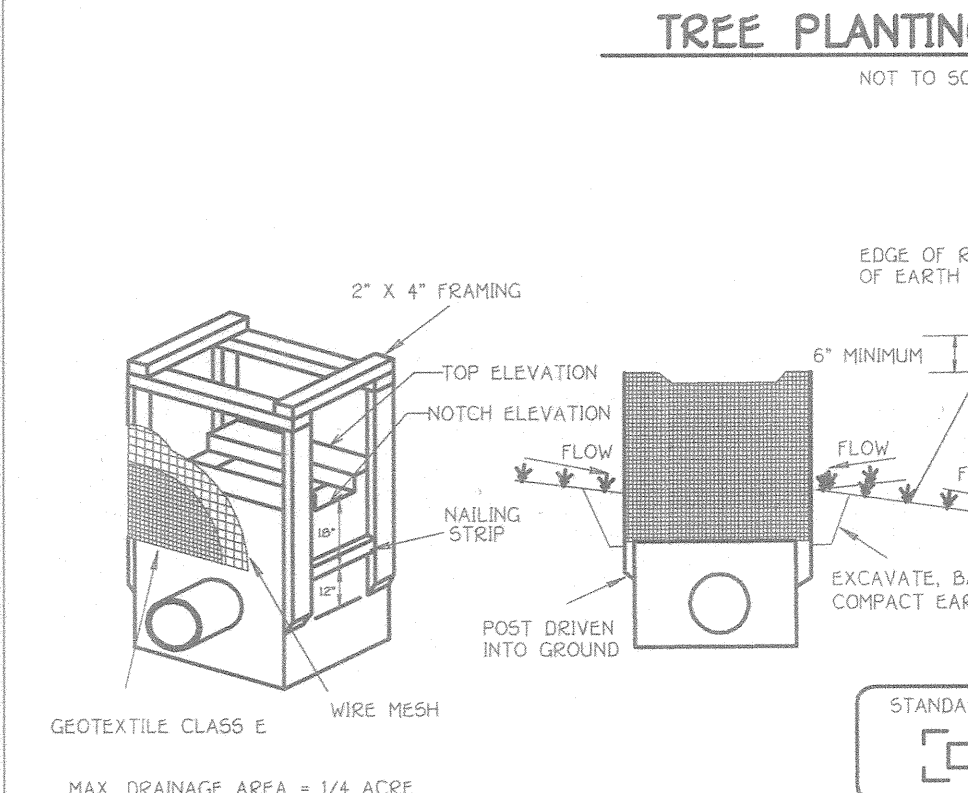 TREE PLANTING
NOT TO SC
EDGE OF R
OF EARTH
2" X 4" FRAMING
6" MINIMUM
TOP ELEVATION
NOTCH ELEVATION
FLOW
FLOW
F
NAILING
STRIP
18"
12"
EXCAVATE, BA
COMPACT EAR
POST DRIVEN
INTO GROUND
WIRE MESH
GEOTEXTILE CLASS E
STANDA
MAX. DRAINAGE AREA = 1/4 ACRE